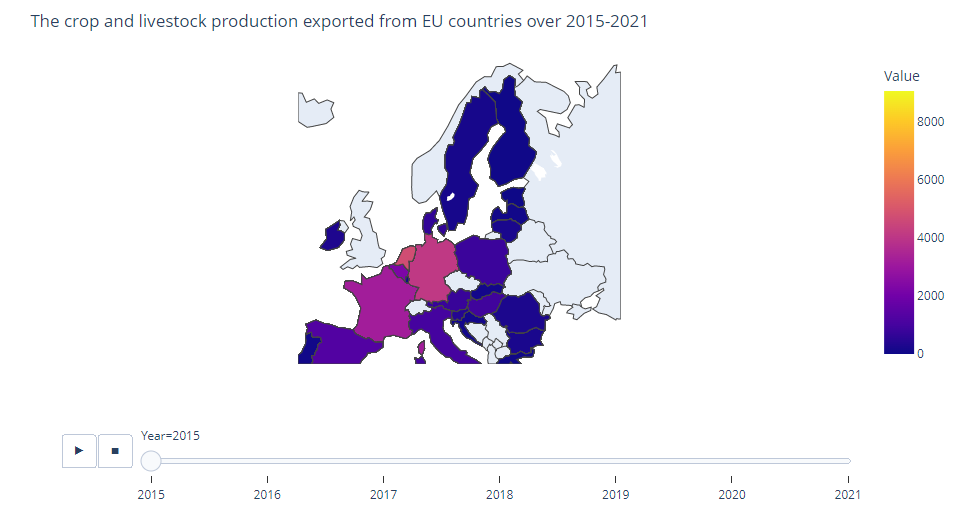 The crop and livestock production exported from EU countries over 2015-2021
Value
8000
6000
4000
2000
0
Year=2015
2015 2016 2017 2018 2019 2020 2021